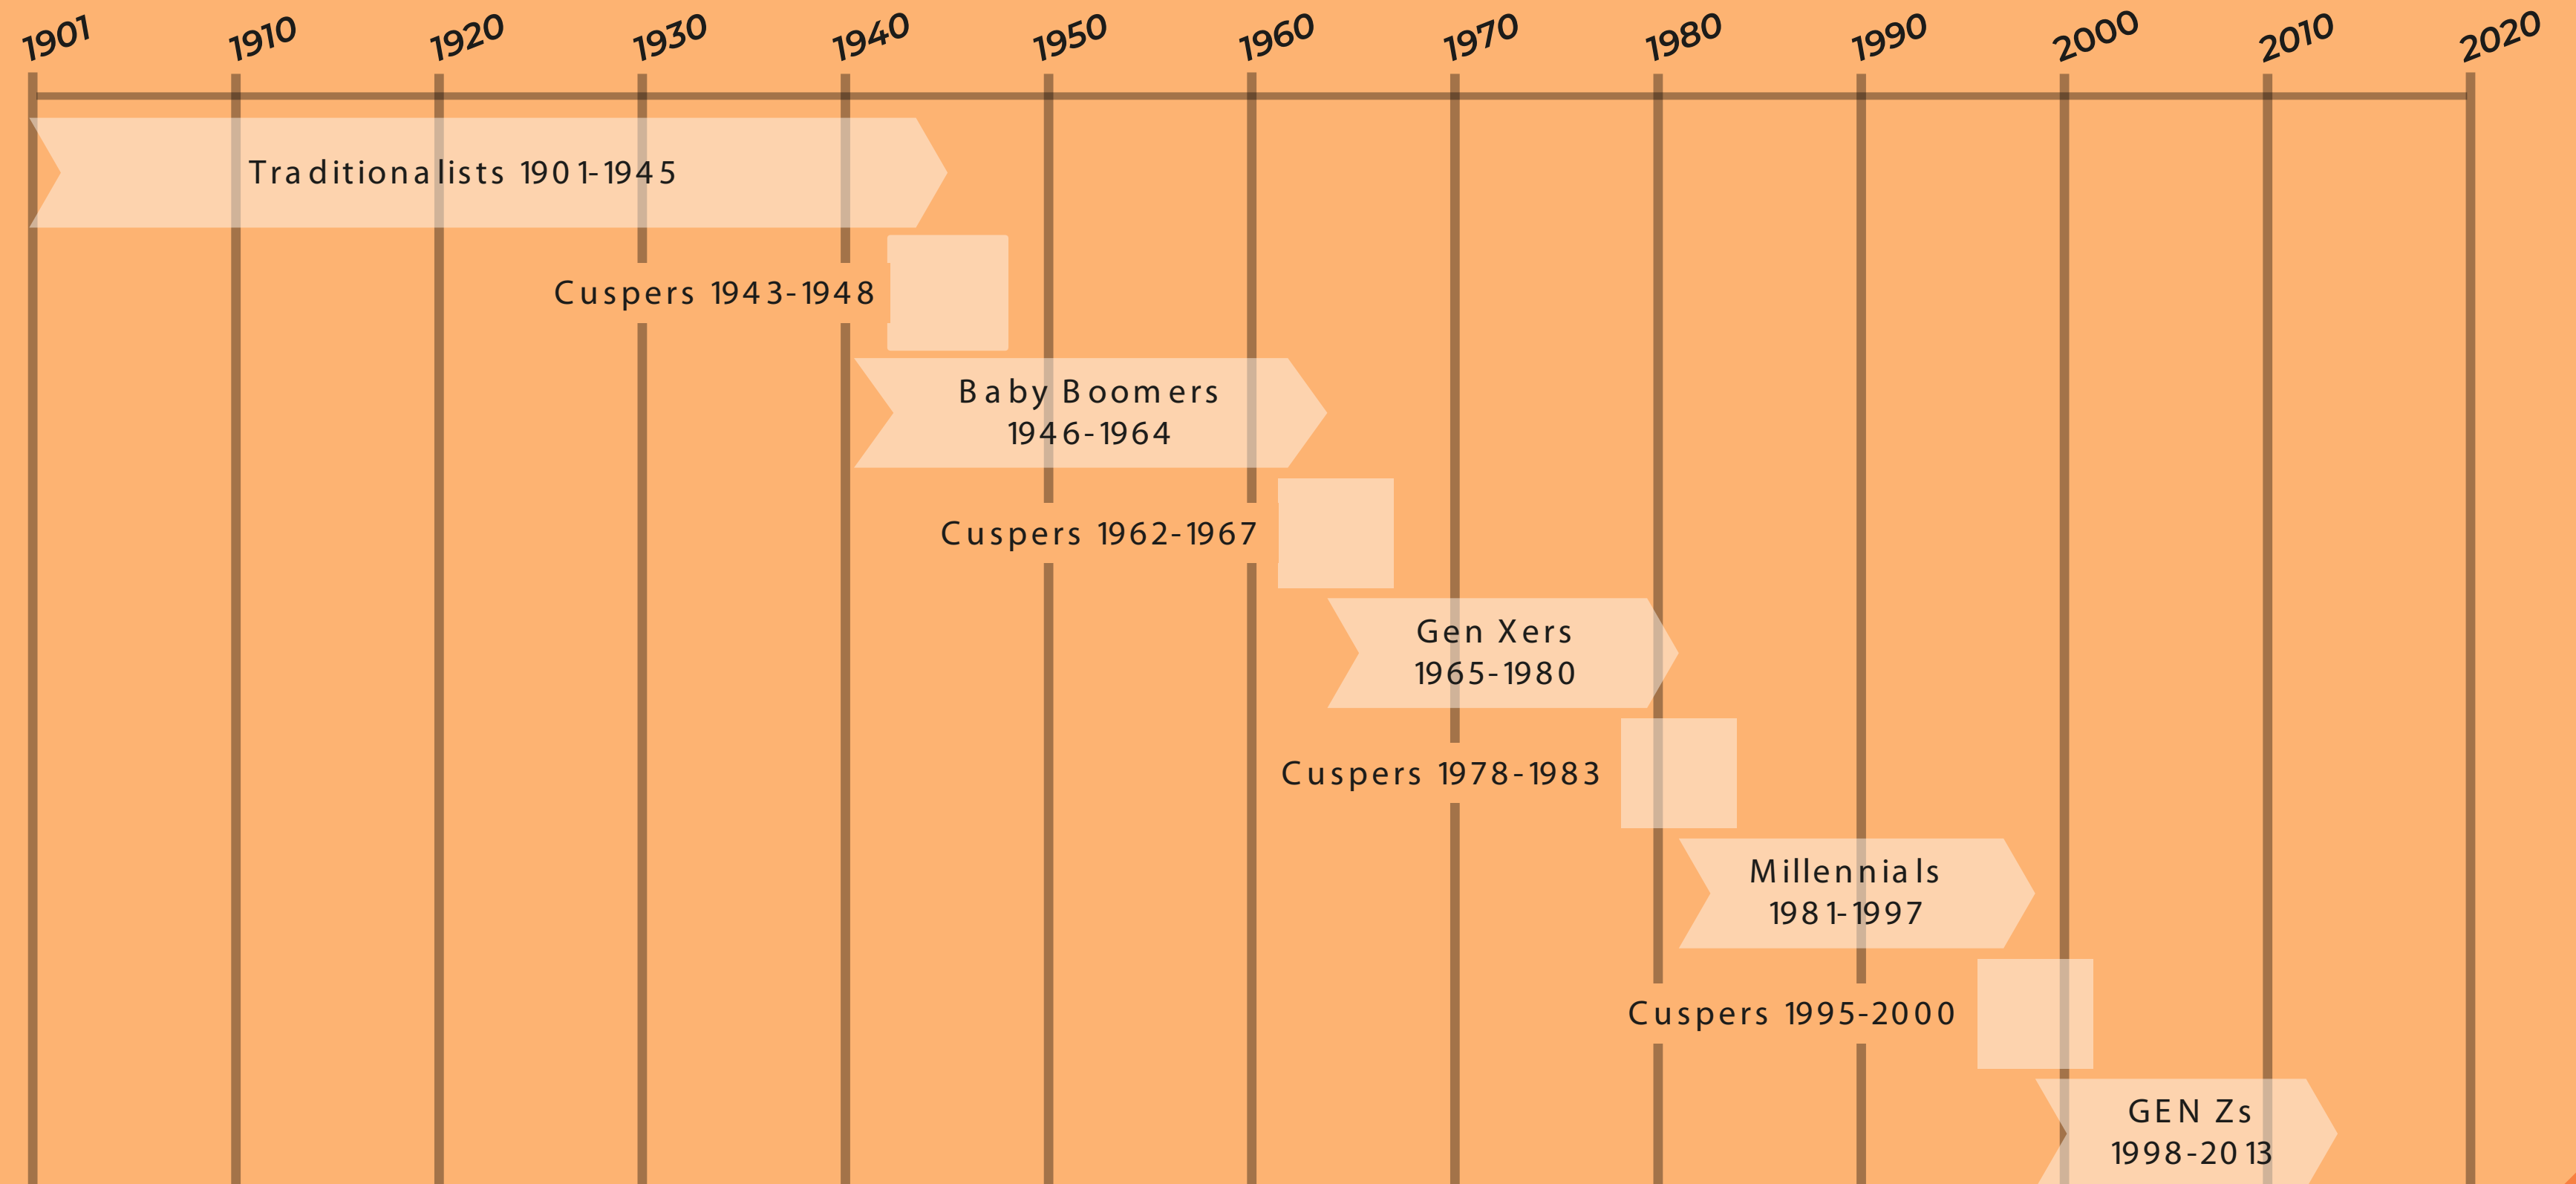 1901 1910 1920 1930 1940 1950 1960 1970 1980 1990 2000 2010 2020
Traditionalists 1901-1945
Cuspers 1943-1948
Baby Boomers
1946-1964
Cuspers 1962-1967
Gen Xers
1965-1980
Cuspers 1978-1983
Millennials
1981-1997
Cuspers 1995-2000
GEN Zs
1998-2013